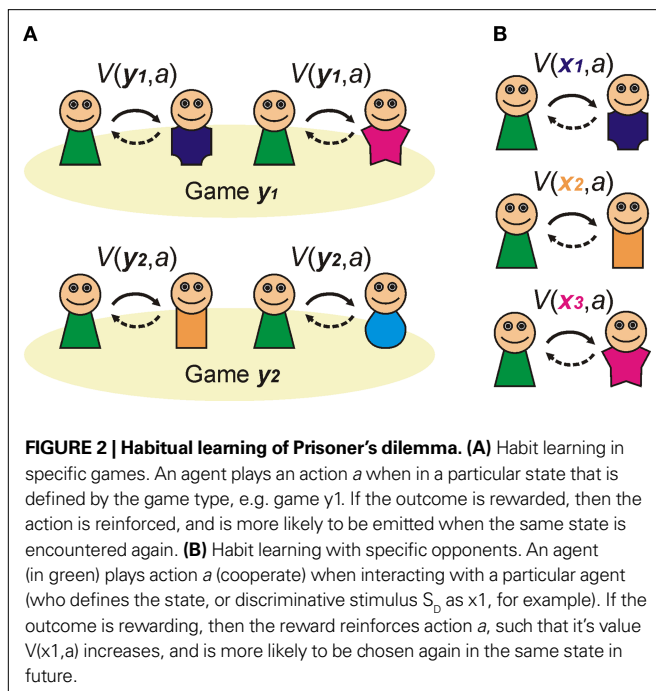 A
B
V(y1,a) V(y1,a)
V(x1,a)
Game y1
V(x2,a)
V(y2,a) V(y2,a)
V(x3,a)
Game y2
FIGURE 2 | Habitual learning of Prisoner's dilemma. (A) Habit learning in
specific games. An agent plays an action a when in a particular state that is
defined by the game type, e.g. game y1. If the outcome is rewarded, then the
action is reinforced, and is more likely to be emitted when the same state is
encountered again. (B) Habit learning with specific opponents. An agent
(in green) plays action a (cooperate) when interacting with a particular agent
(who defines the state, or discriminative stimulus S_D as x1, for example). If the
outcome is rewarding, then the reward reinforces action a, such that it's value
V(x1,a) increases, and is more likely to be chosen again in the same state in
future.